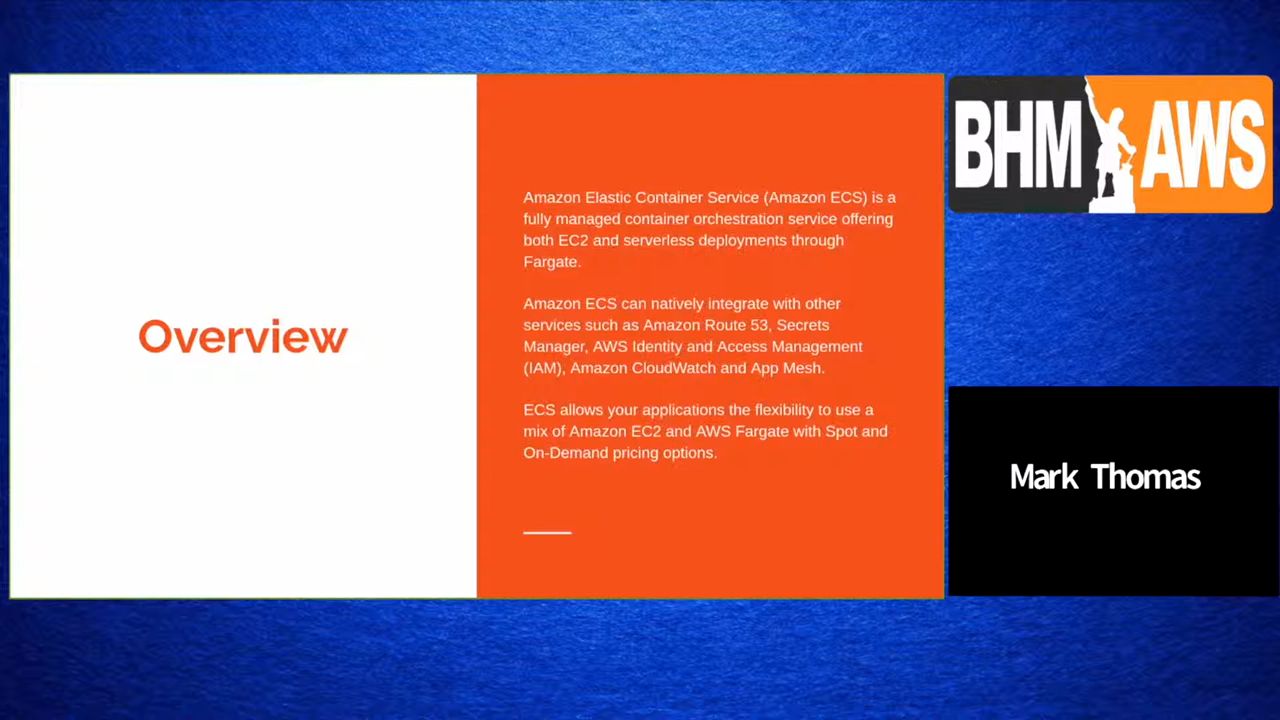 Overview
Amazon Elastic Container Service (Amazon ECS) is a
fully managed container orchestration service offering
both EC2 and serverless deployments through
Fargate.
Amazon ECS can natively integrate with other
services such as Amazon Route 53, Secrets
Manager, AWS Identity and Access Management
(IAM), Amazon CloudWatch and App Mesh.
ECS allows your applications the flexibility to use a
mix of Amazon EC2 and AWS Fargate with Spot and
On-Demand pricing options.
BHM AWS
Mark Thomas